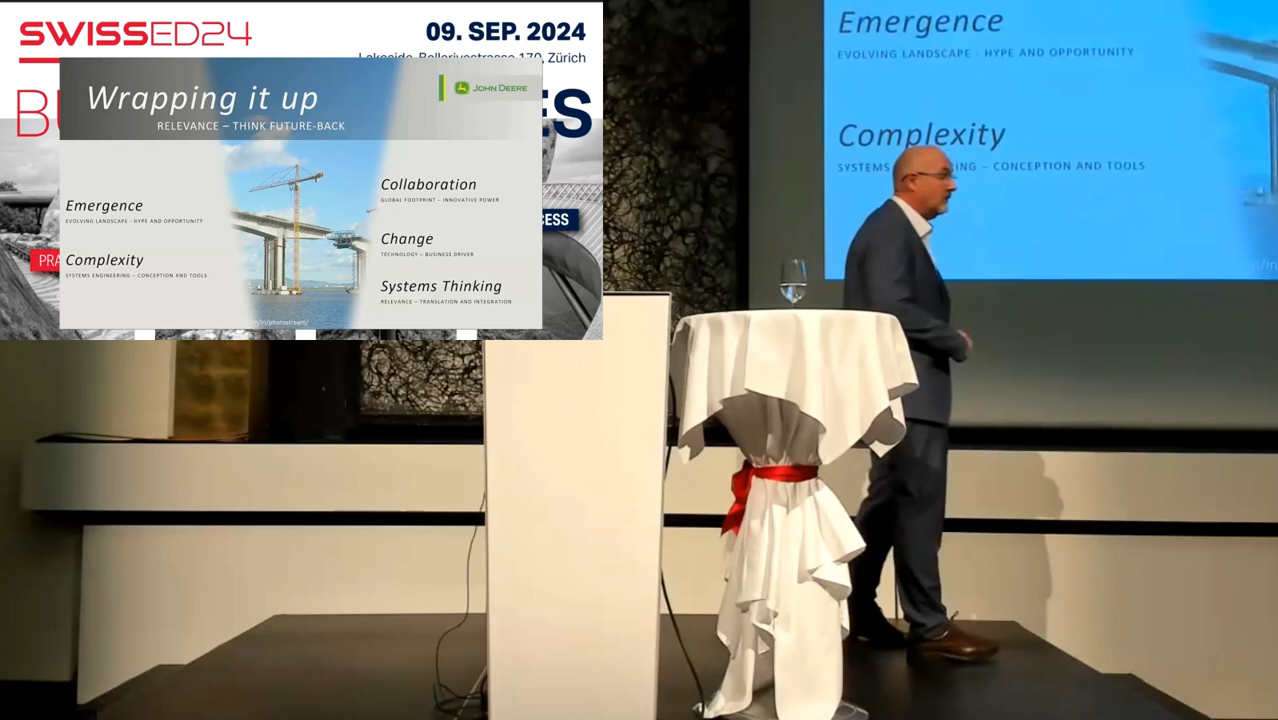 SWISSED24
09. SEP. 2024
Lakeside, Bellerivestrasse 170, Zürich
Wrapping it up
RELEVANCE – THINK FUTURE-BACK
JOHN DEERE
Emergence
EVOLVING LANDSCAPE - HYPE AND OPPORTUNITY
Complexity
SYSTEMS ENGINEERING – CONCEPTION AND TOOLS
Collaboration
GLOBAL FOOTPRINT – INNOVATIVE POWER
Change
TECHNOLOGY – BUSINESS DRIVER
Systems Thinking
RELEVANCE – TRANSLATION AND INTEGRATION
Emergence
EVOLVING LANDSCAPE - HYPE AND OPPORTUNITY
Complexity
SYSTEMS RING – CONCEPTION AND TOOLS